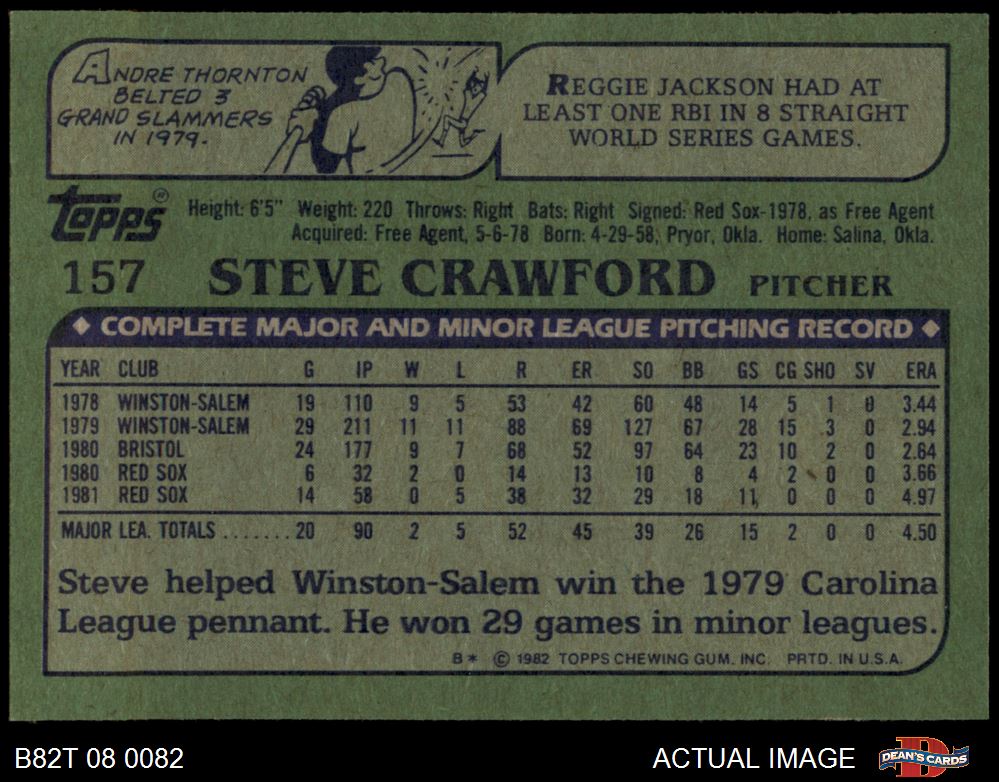 ANDRE THORNTON
BELTED 3
GRAND SLAMMERS
IN 1979.
REGGIE JACKSON HAD AT
LEAST ONE RBI IN 8 STRAIGHT
WORLD SERIES GAMES.
topps®
Height: 6'5" Weight: 220 Throws: Right Bats: Right Signed: Red Sox-1978, as Free Agent
Acquired: Free Agent, 5-6-78 Born: 4-29-58, Pryor, Okla. Home: Salina, Okla.
157 STEVE CRAWFORD PITCHER
◆ COMPLETE MAJOR AND MINOR LEAGUE PITCHING RECORD ◆
YEAR CLUB G IP W L R ER SO BB GS CG SHO SV ERA
1978 WINSTON-SALEM 19 110 9 5 53 42 60 48 14 5 1 0 3.44
1979 WINSTON-SALEM 29 211 11 11 88 69 127 67 28 15 3 0 2.94
1980 BRISTOL 24 177 9 7 68 52 97 64 23 10 2 0 2.64
1980 RED SOX 6 32 2 0 14 13 10 8 4 2 0 0 3.66
1981 RED SOX 14 58 0 5 38 32 29 18 11 0 0 0 4.97
MAJOR LEA. TOTALS .......20 90 2 5 52 45 39 26 15 2 0 0 4.50
Steve helped Winston-Salem win the 1979 Carolina
League pennant. He won 29 games in minor leagues.
B* © 1982 TOPPS CHEWING GUM, INC. PRTD. IN U.S.A.
B82T 08 0082
ACTUAL IMAGE
DEAN'S CARDS